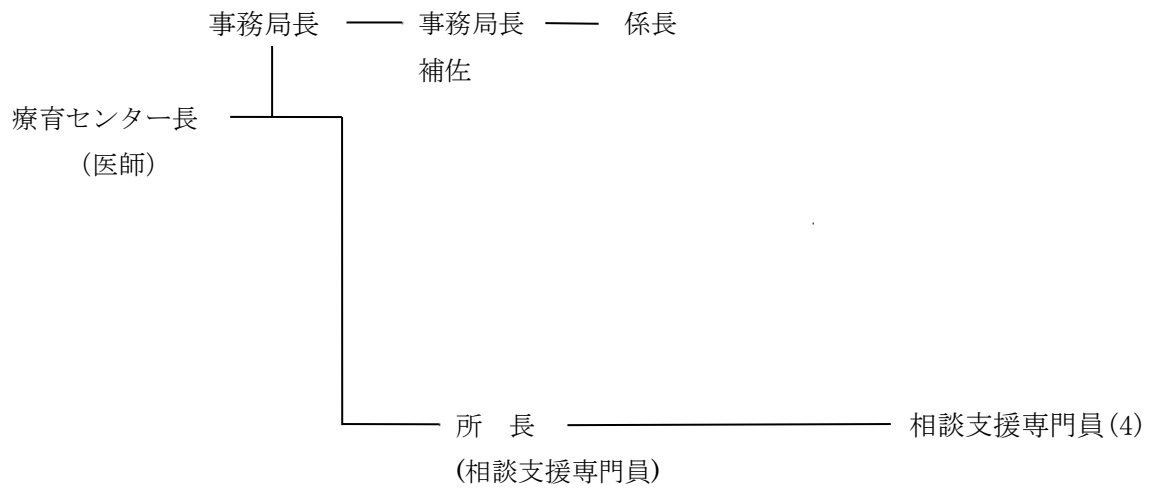 事務局長 事務局長 係長
補佐
療育センター長
（医師）
所　長 相談支援専門員(4)
(相談支援専門員)